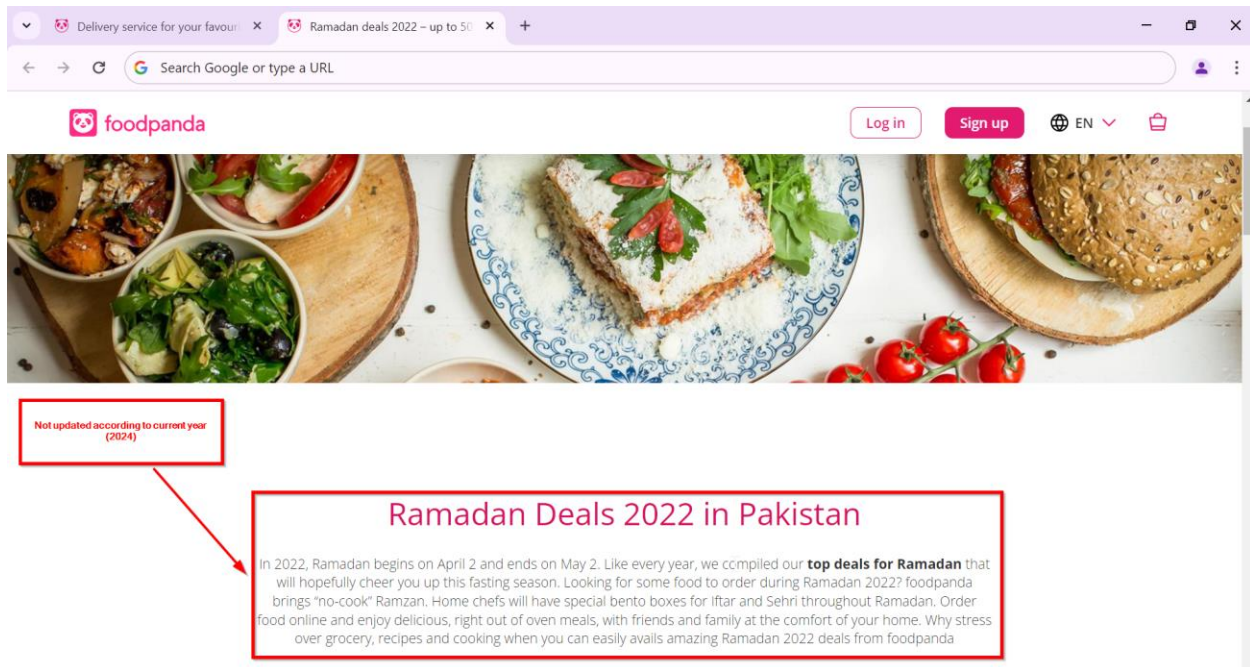 Delivery service for your favouri
Ramadan deals 2022 – up to 50
Search Google or type a URL
foodpanda
Log in
Sign up
EN
Not updated according to current year
(2024)
Ramadan Deals 2022 in Pakistan
In 2022, Ramadan begins on April 2 and ends on May 2. Like every year, we compiled our top deals for Ramadan that
will hopefully cheer you up this fasting season. Looking for some food to order during Ramadan 2022? foodpanda
brings “no-cook” Ramzan. Home chefs will have special bento boxes for Iftar and Sehri throughout Ramadan. Order
food online and enjoy delicious, right out of oven meals, with friends and family at the comfort of your home. Why stress
over grocery, recipes and cooking when you can easily avails amazing Ramadan 2022 deals from foodpanda